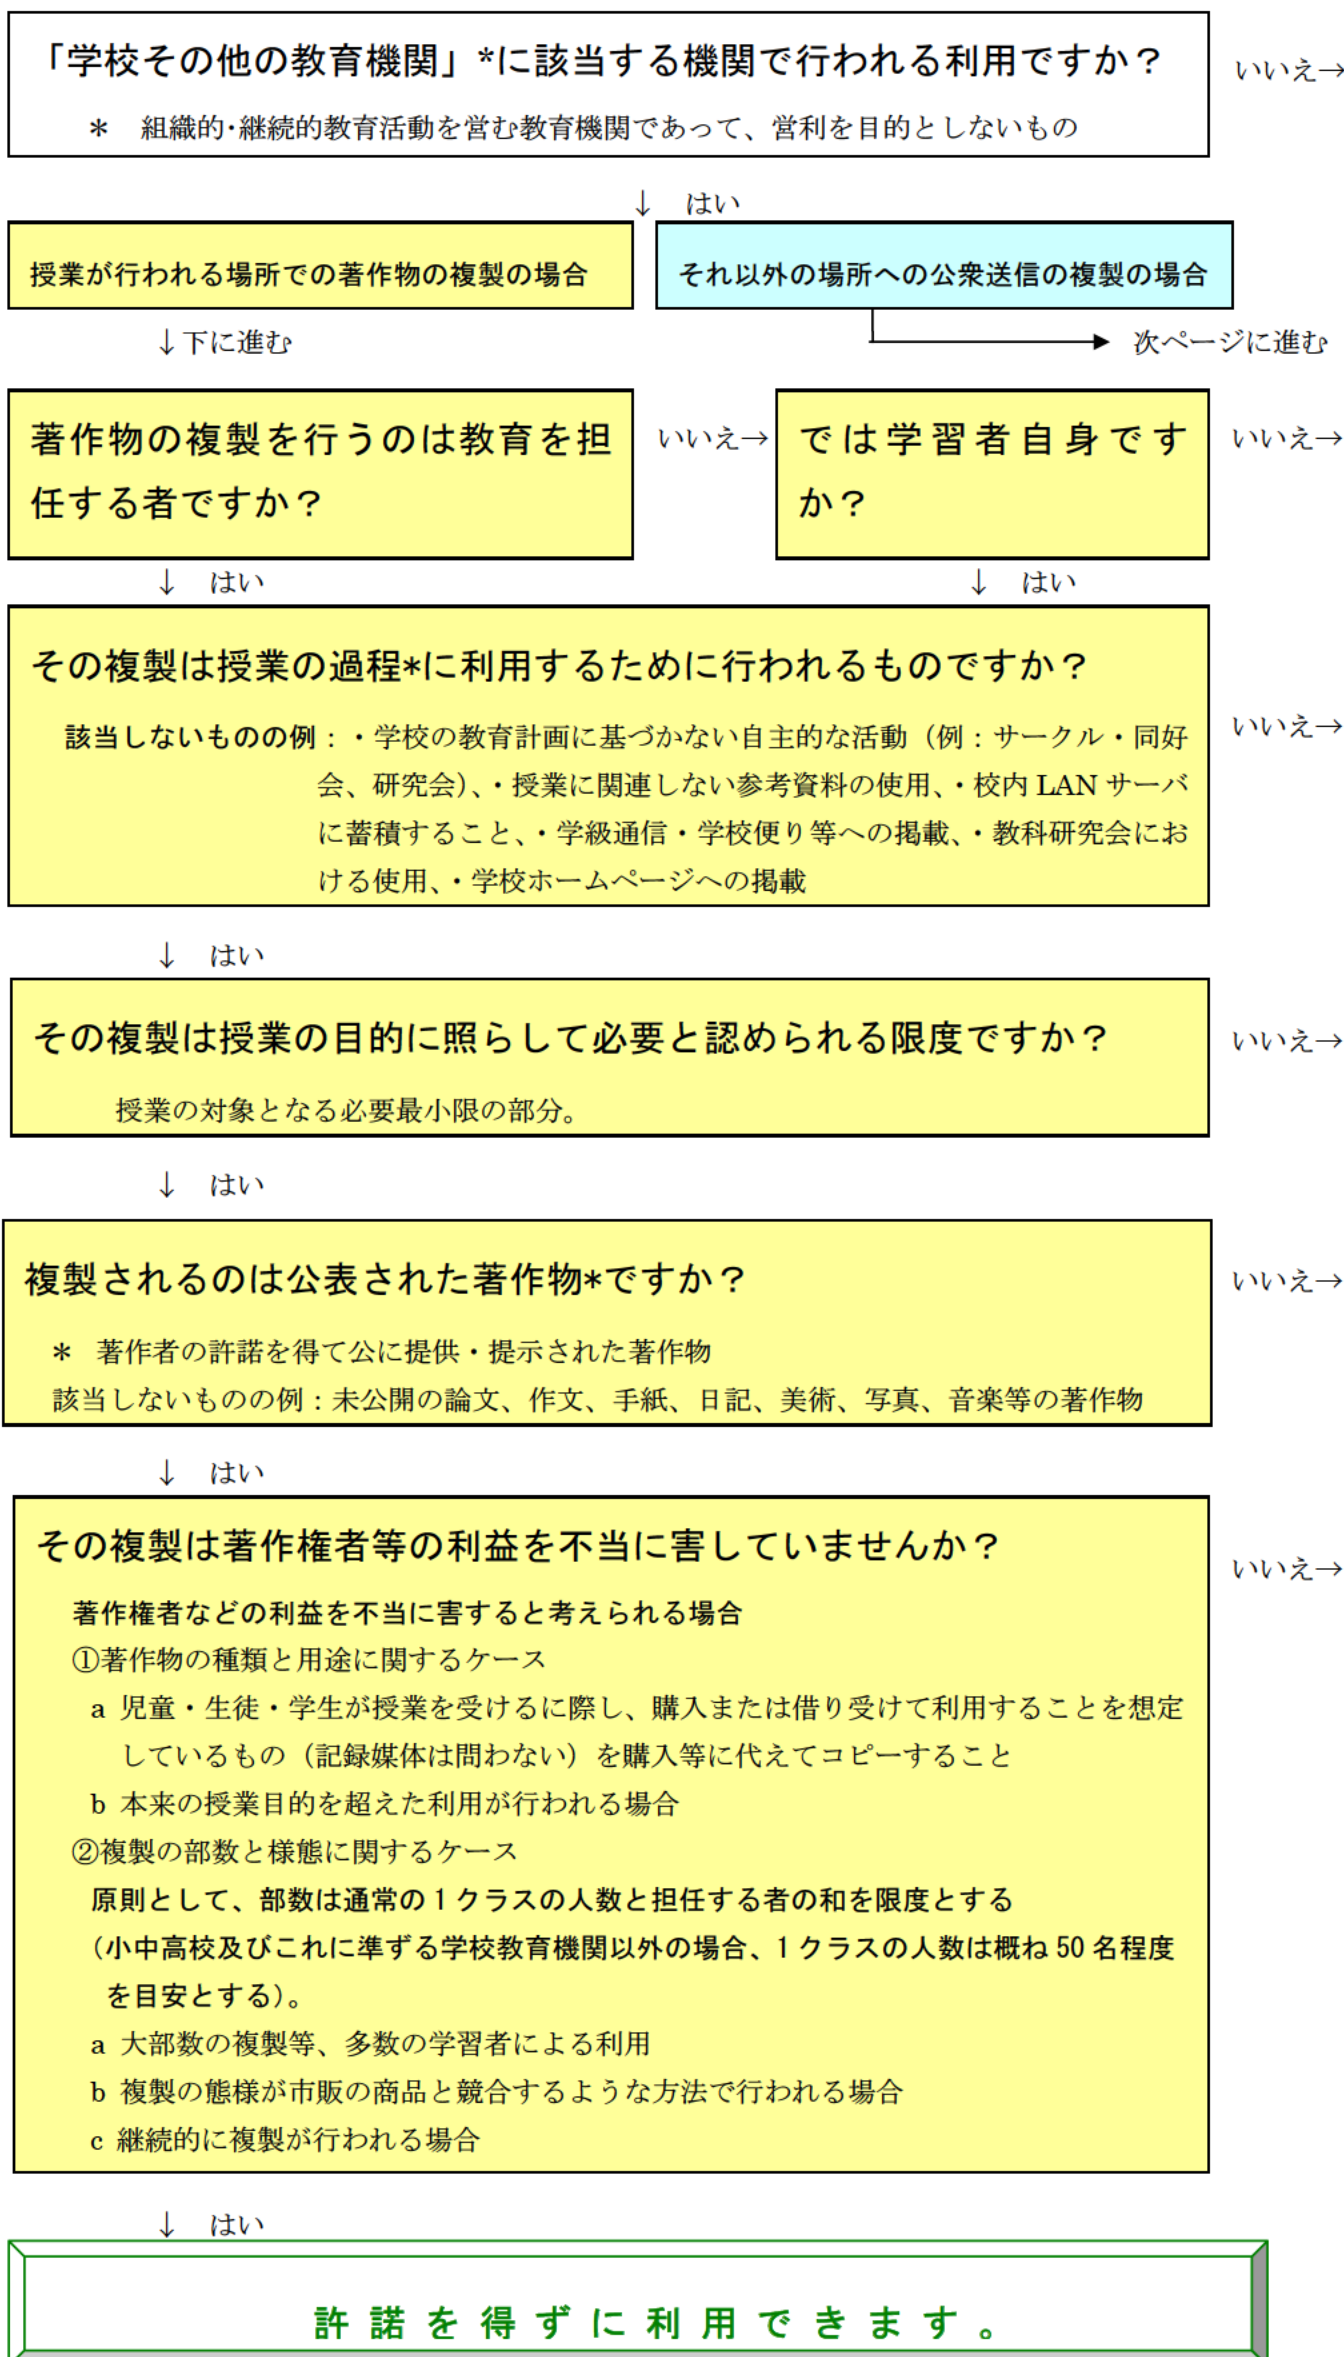 「学校その他の教育機関」*に該当する機関で行われる利用ですか？
いいえ→
＊　組織的･継続的教育活動を営む教育機関であって、営利を目的としないもの
↓　はい
授業が行われる場所での著作物の複製の場合
それ以外の場所への公衆送信の複製の場合
↓下に進む
次ページに進む
著作物の複製を行うのは教育を担
任する者ですか？
いいえ→
では学習者自身です
か？
いいえ→
↓　はい
↓　はい
その複製は授業の過程*に利用するために行われるものですか？
いいえ→
該当しないものの例：・学校の教育計画に基づかない自主的な活動（例：サークル・同好
会、研究会）、・授業に関連しない参考資料の使用、・校内 LAN サーバ
に蓄積すること、・学級通信・学校便り等への掲載、・教科研究会にお
ける使用、・学校ホームページへの掲載
↓　はい
その複製は授業の目的に照らして必要と認められる限度ですか？
いいえ→
授業の対象となる必要最小限の部分。
↓　はい
複製されるのは公表された著作物*ですか？
いいえ→
＊　著作者の許諾を得て公に提供・提示された著作物
該当しないものの例：未公開の論文、作文、手紙、日記、美術、写真、音楽等の著作物
↓　はい
その複製は著作権者等の利益を不当に害していませんか？
いいえ→
著作権者などの利益を不当に害すると考えられる場合
①著作物の種類と用途に関するケース
a 児童・生徒・学生が授業を受けるに際し、購入または借り受けて利用することを想定
しているもの（記録媒体は問わない）を購入等に代えてコピーすること
b 本来の授業目的を超えた利用が行われる場合
②複製の部数と様態に関するケース
原則として、部数は通常の 1 クラスの人数と担任する者の和を限度とする
（小中高校及びこれに準ずる学校教育機関以外の場合、1 クラスの人数は概ね 50 名程度
を目安とする）。
a 大部数の複製等、多数の学習者による利用
b 複製の態様が市販の商品と競合するような方法で行われる場合
c 継続的に複製が行われる場合
↓　はい
許諾を得ずに利用できます。